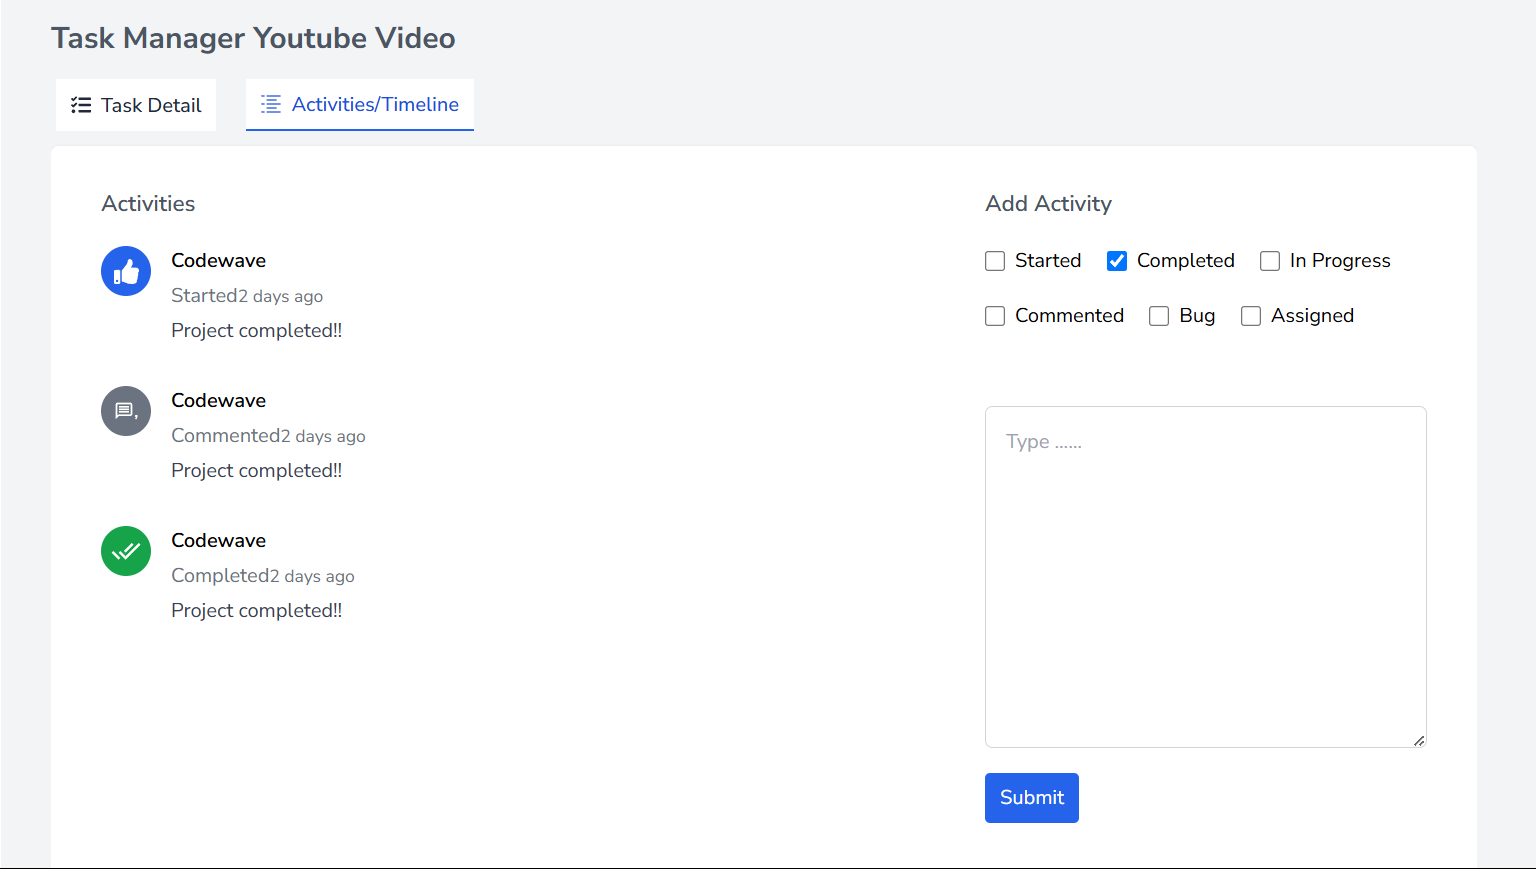 Task Manager Youtube Video
Task Detail
Activities/Timeline
Activities
Codewave
Started2 days ago
Project completed!!
Codewave
Commented2 days ago
Project completed!!
Codewave
Completed2 days ago
Project completed!!
Add Activity
Started Completed In Progress
Commented Bug Assigned
Type ......
Submit